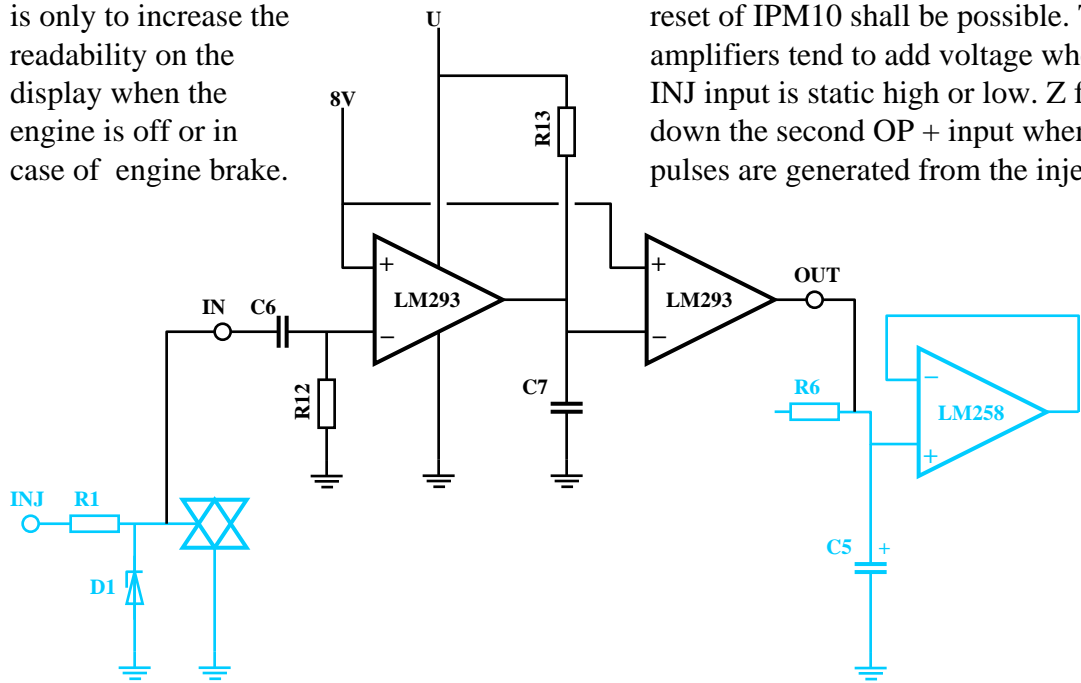 is only to increase the
readability on the
display when the
engine is off or in
case of engine brake.
reset of IPM10 shall be possible. T
amplifiers tend to add voltage whe
INJ input is static high or low. Z f
down the second OP + input when
pulses are generated from the inje
U
8V
R13
+
LM293
−
+
LM293
−
OUT
IN
C6
R12
C7
R6
−
LM258
+
INJ
R1
D1
C5
+